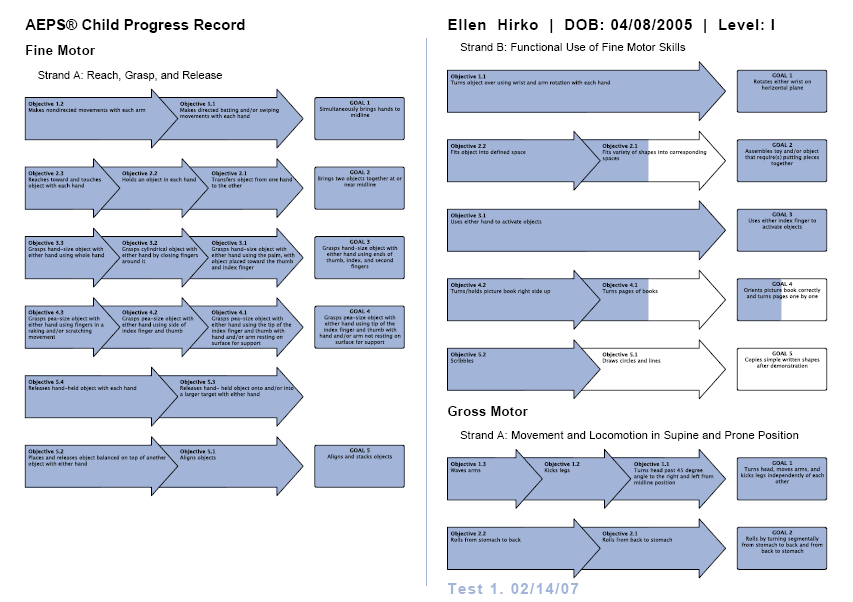 AEPS® Child Progress Record
Fine Motor
Strand A: Reach, Grasp, and Release
Objective 1.2
Makes nondirected movements with each arm
Objective 1.1
Makes directed batting and/or swiping
movements with each hand
GOAL 1
Simultaneously brings hands to
midline
Objective 2.3
Reaches toward and touches
object with each hand
Objective 2.2
Holds an object in each hand
Objective 2.1
Transfers object from one hand
to the other
GOAL 2
Brings two objects together at or
near midline
Objective 3.3
Grasps hand-size object with
either hand using whole hand
Objective 3.2
Grasps cylindrical object with
either hand by closing fingers
around it
Objective 3.1
Grasps hand-size object with
either hand using the palm, with
object placed toward the thumb
and index finger
GOAL 3
Grasps hand-size object with
either hand using ends of
thumb, index, and second
fingers
Objective 4.3
Grasps pea-size object with
either hand using fingers in a
raking and/or scratching
movement
Objective 4.2
Grasps pea-size object with
either hand using side of
index finger and thumb
Objective 4.1
Grasps pea-size object with
either hand using the tip of the
index finger and thumb with
hand and/or arm resting on
surface for support
GOAL 4
Grasps pea-size object with
either hand using tip of the
index finger and thumb with
hand and/or arm not resting on
surface for support
Objective 5.4
Releases hand-held object with each hand
Objective 5.3
Releases hand- held object onto and/or into
a larger target with either hand
Objective 5.2
Places and releases object balanced on top of another
object with either hand
Objective 5.1
Aligns objects
GOAL 5
Aligns and stacks objects
Ellen Hirko | DOB: 04/08/2005 | Level: I
Strand B: Functional Use of Fine Motor Skills
Objective 1.1
Turns object over using wrist and arm rotation with each hand
GOAL 1
Rotates either wrist on
horizontal plane
Objective 2.2
Fits object into defined space
Objective 2.1
Fits variety of shapes into corresponding
spaces
GOAL 2
Assembles toy and/or object
that require(s) putting pieces
together
Objective 3.1
Uses either hand to activate objects
GOAL 3
Uses either index finger to
activate objects
Objective 4.2
Turns/holds picture book right side up
Objective 4.1
Turns pages of books
GOAL 4
Orients picture book correctly
and turns pages one by one
Objective 5.2
Scribbles
Objective 5.1
Draws circles and lines
GOAL 5
Copies simple written shapes
after demonstration
Gross Motor
Strand A: Movement and Locomotion in Supine and Prone Position
Objective 1.3
Waves arms
Objective 1.2
Kicks legs
Objective 1.1
Turns head past 45 degree
angle to the right and left from
midline position
GOAL 1
Turns head, moves arms, and
kicks legs independently of each
other
Objective 2.2
Rolls from stomach to back
Objective 2.1
Rolls from back to stomach
GOAL 2
Rolls by turning segmentally
from stomach to back and from
back to stomach
Test 1. 02/14/07